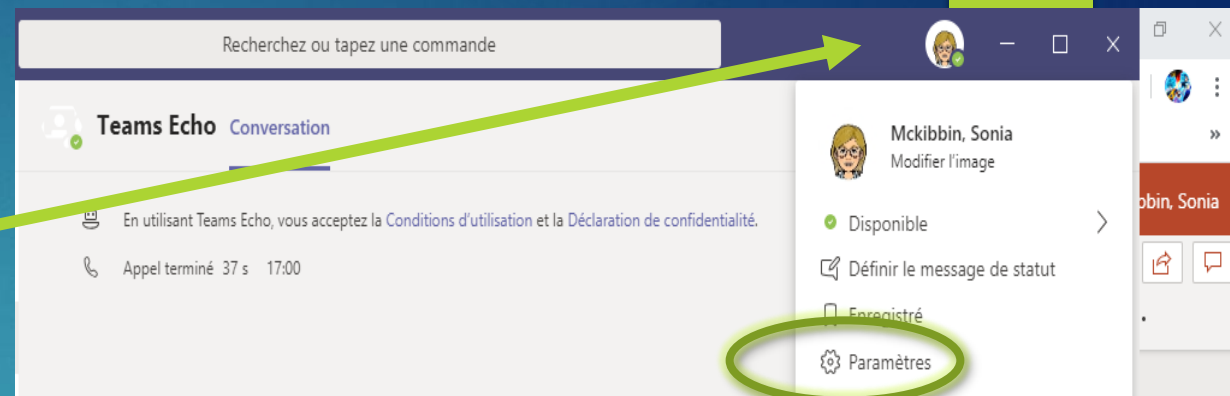 Recherchez ou tapez une commande
Teams Echo Conversation
Mckibbin, Sonia
Modifier l'image
En utilisant Teams Echo, vous acceptez la Conditions d'utilisation et la Déclaration de confidentialité.
Appel terminé 37 s 17:00
Disponible
Définir le message de statut
Enregistré
Paramètres
bbin, Sonia